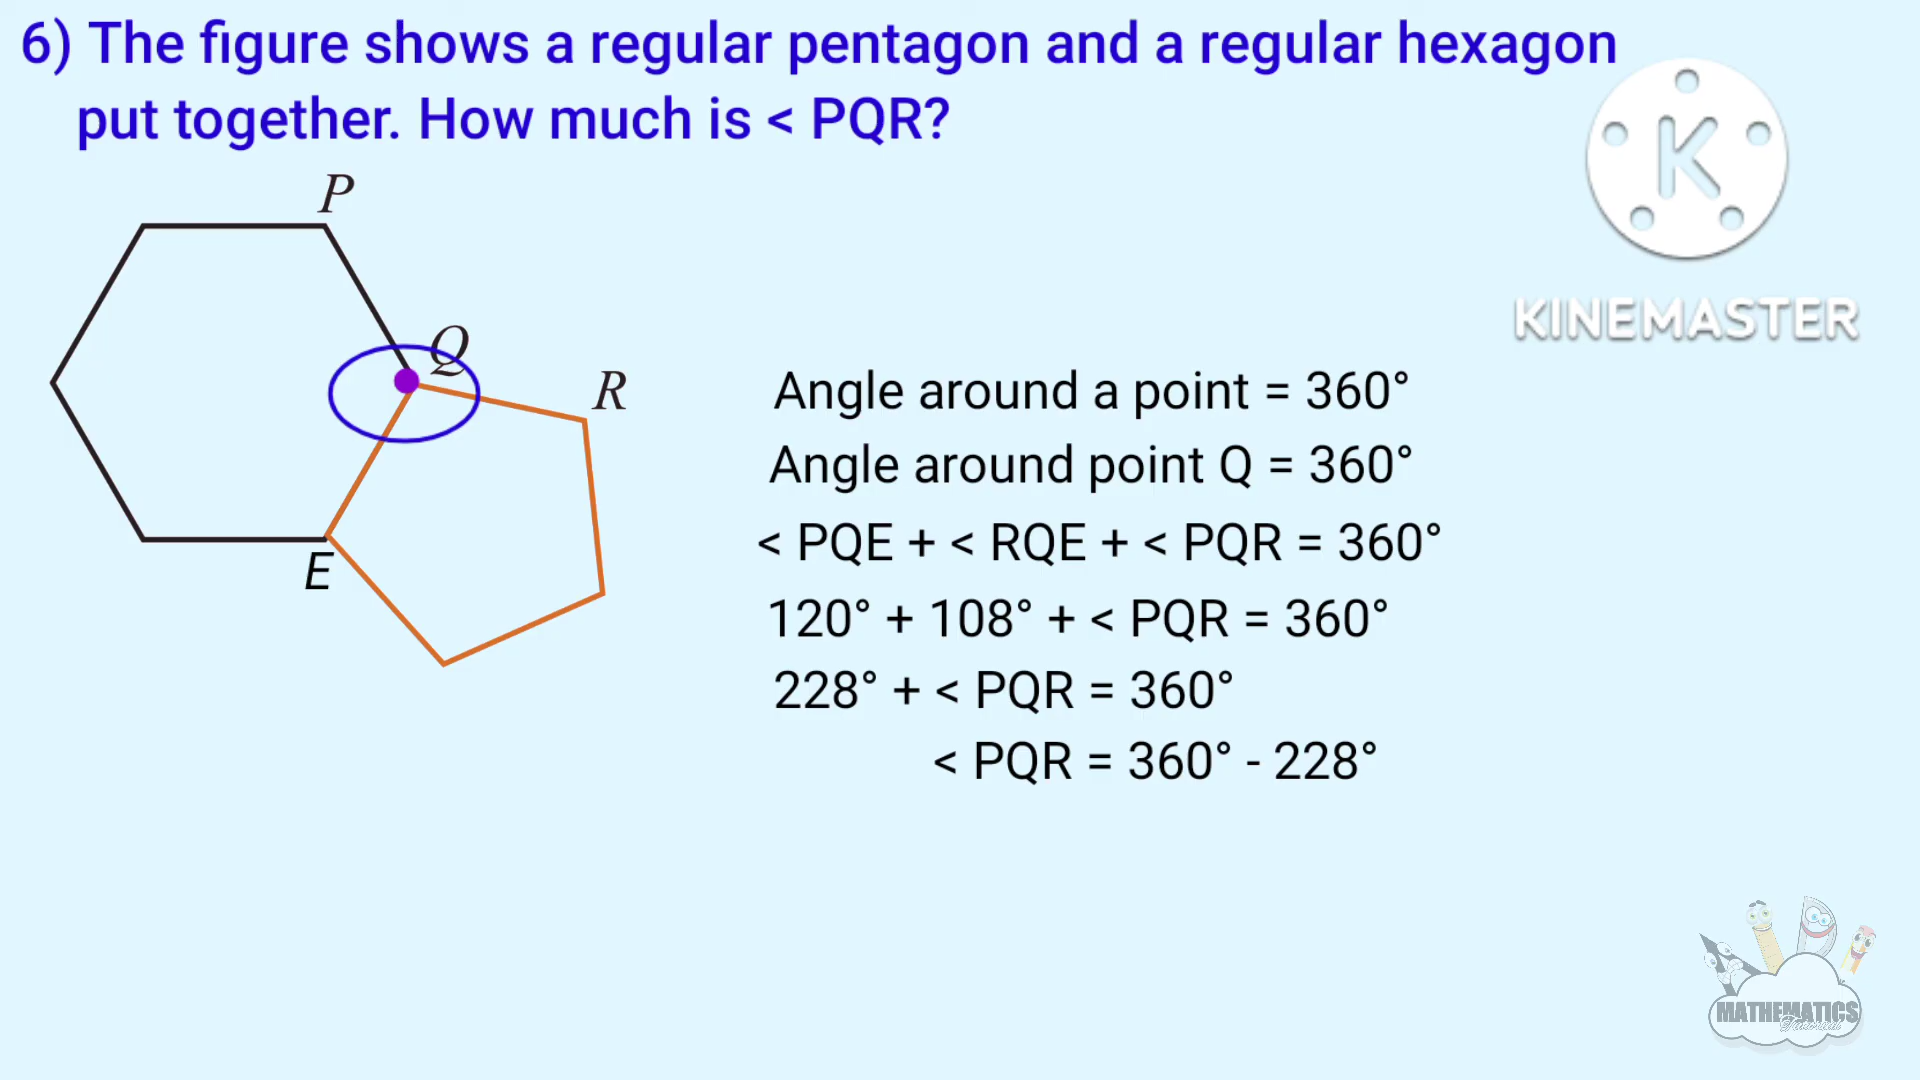 6) The figure shows a regular pentagon and a regular hexagon
put together. How much is < PQR?
P
Q
R
E
K
KINEMASTER
Angle around a point = 360°
Angle around point Q = 360°
< PQE + < RQE + < PQR = 360°
120° + 108° + < PQR = 360°
228° + < PQR = 360°
< PQR = 360° - 228°
MATHEMATICS
Tutorial